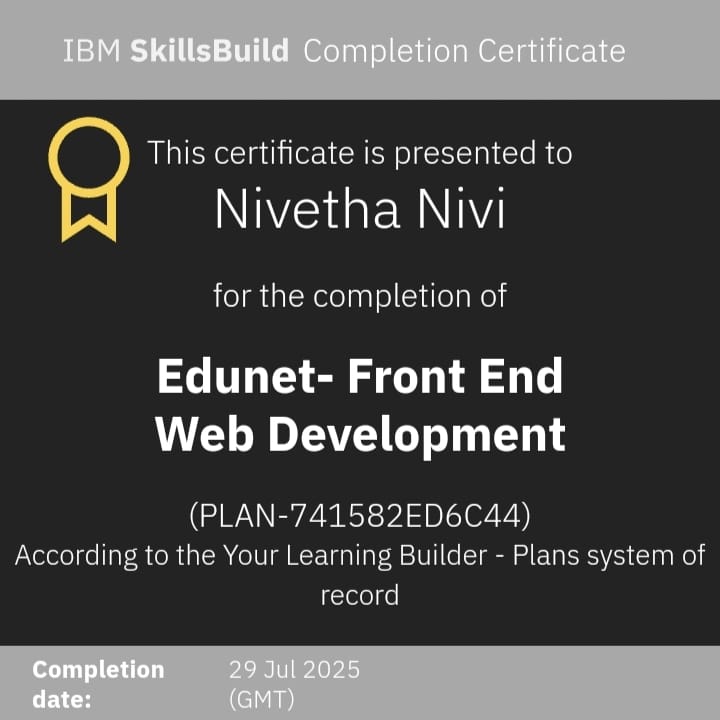 IBM SkillsBuild Completion Certificate
This certificate is presented to
Nivetha Nivi
for the completion of
Edunet- Front End
Web Development
(PLAN-741582ED6C44)
According to the Your Learning Builder - Plans system of
record
Completion date:
29 Jul 2025 (GMT)